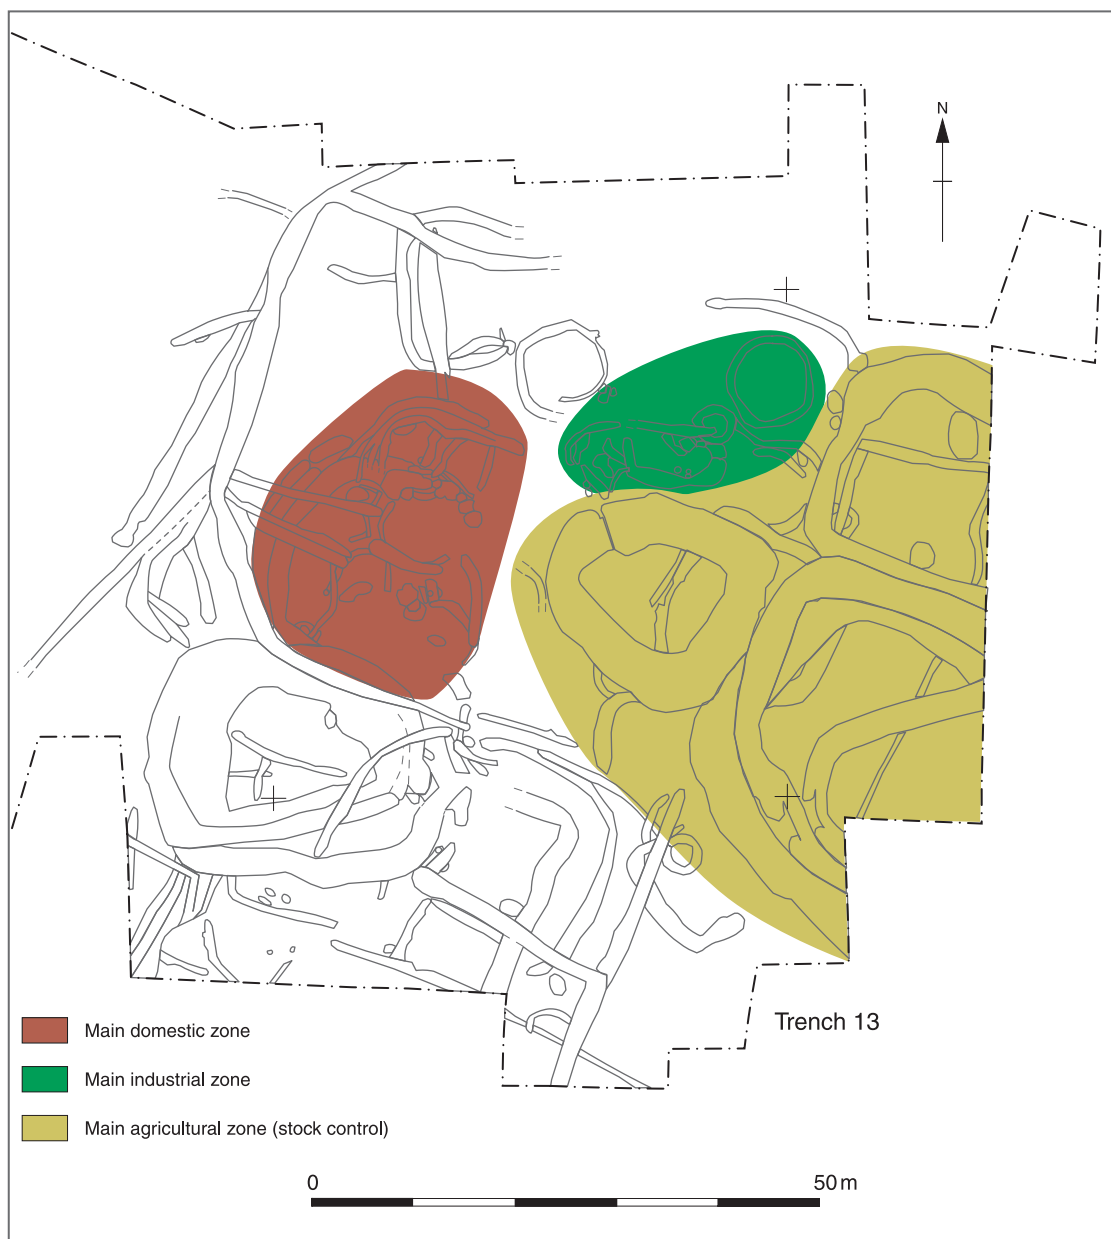 N
Trench 13
Main domestic zone
Main industrial zone
Main agricultural zone (stock control)
0 50 m